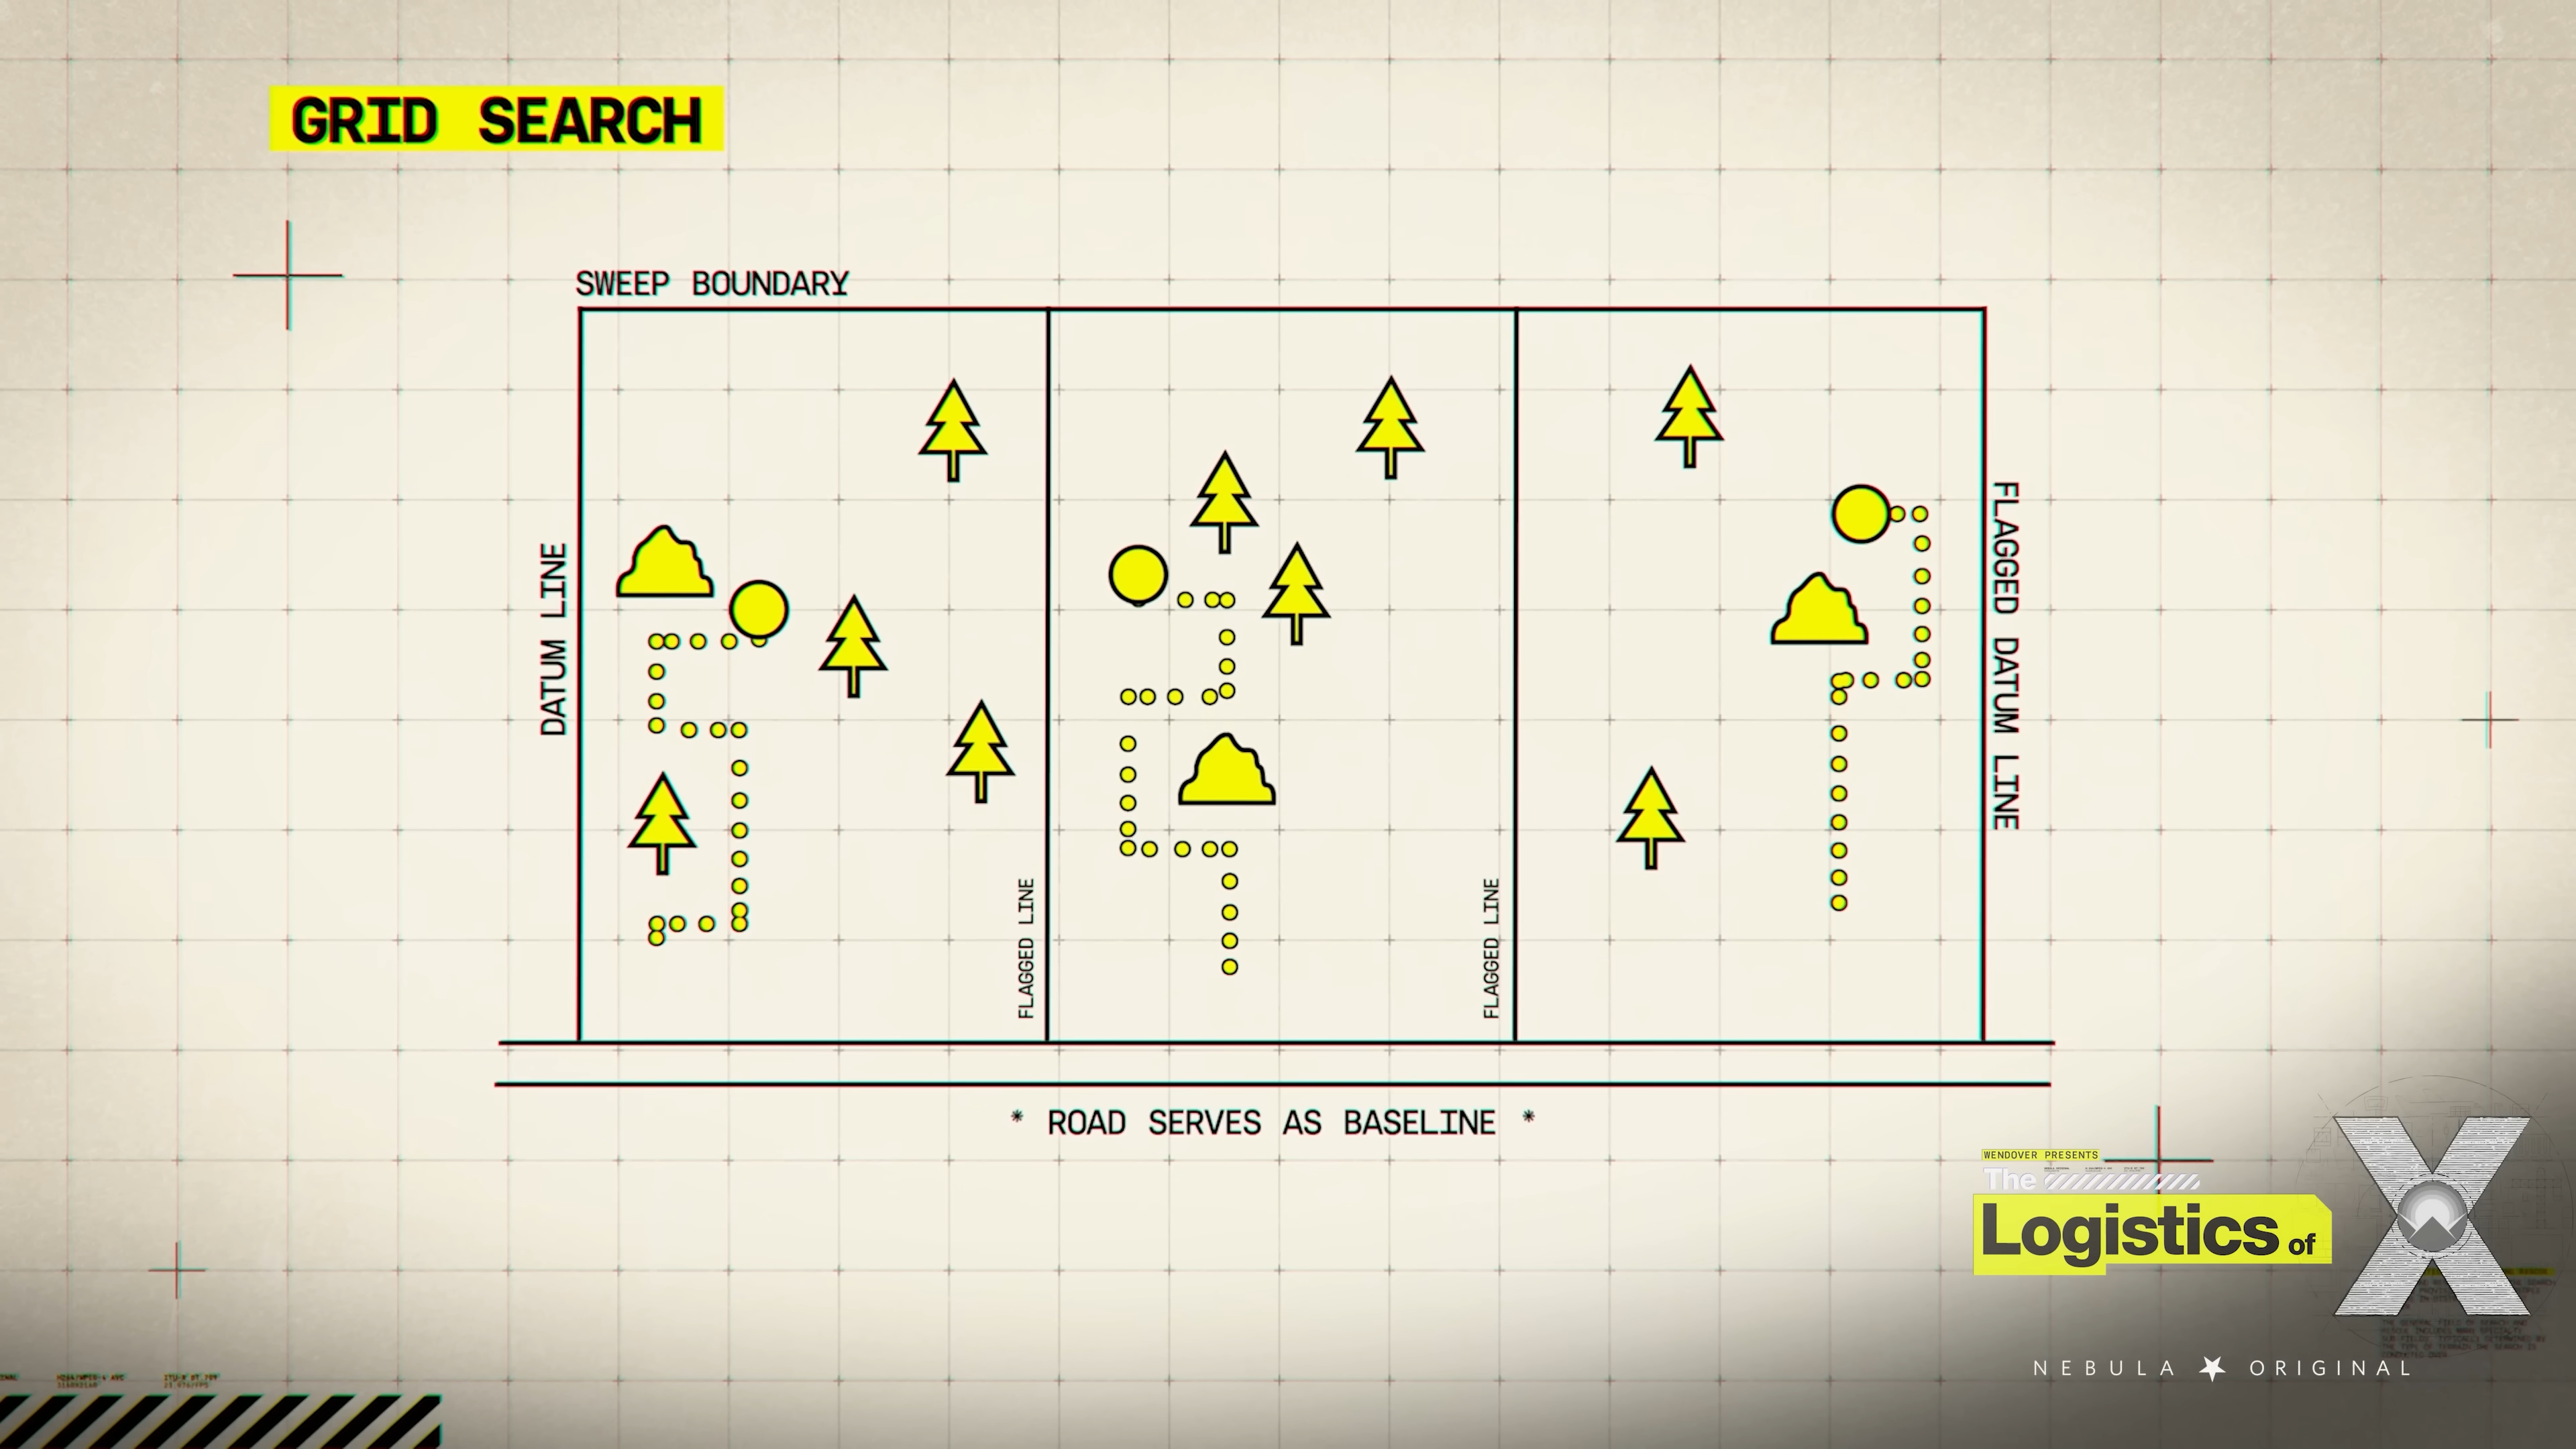 GRID SEARCH
SWEEP BOUNDARY
DATUM LINE
FLAGGED LINE
FLAGGED LINE
FLAGGED DATUM LINE
* ROAD SERVES AS BASELINE *
WENDOVER PRESENTS
The
Logistics of
X
NEBULA ORIGINAL